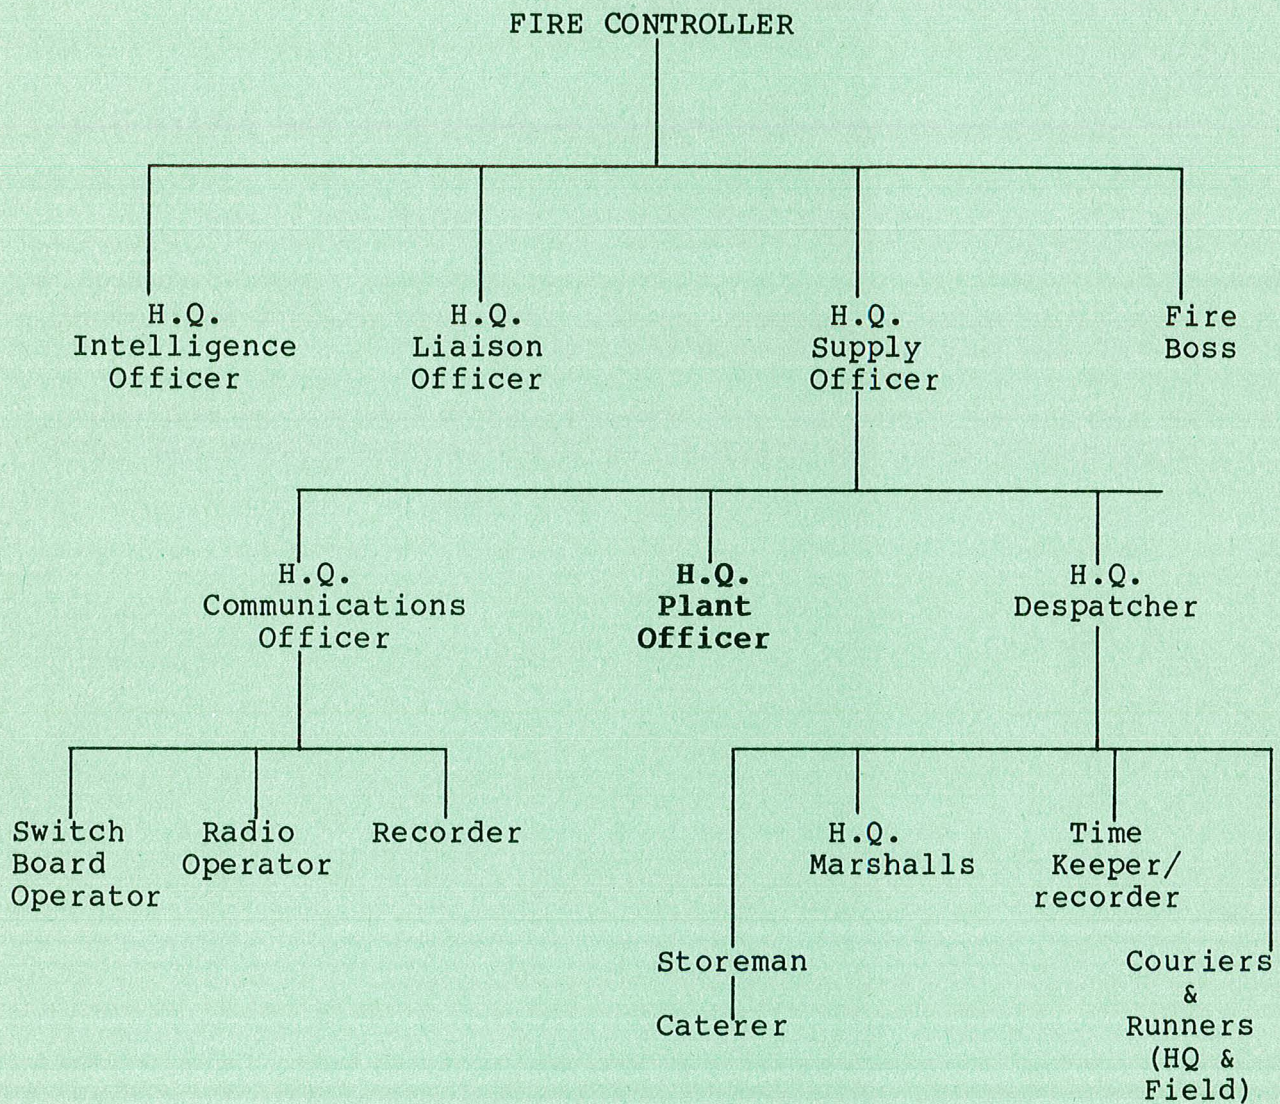 FIRE CONTROLLER
H.Q.
Intelligence
Officer
H.Q.
Liaison
Officer
H.Q.
Supply
Officer
Fire
Boss
H.Q.
Communications
Officer
H.Q.
Plant
Officer
H.Q.
Despatcher
Switch
Board
Operator
Radio
Operator
Recorder
H.Q.
Marshalls
Time
Keeper/
recorder
Storeman
Caterer
Couriers
&
Runners
(HQ &
Field)